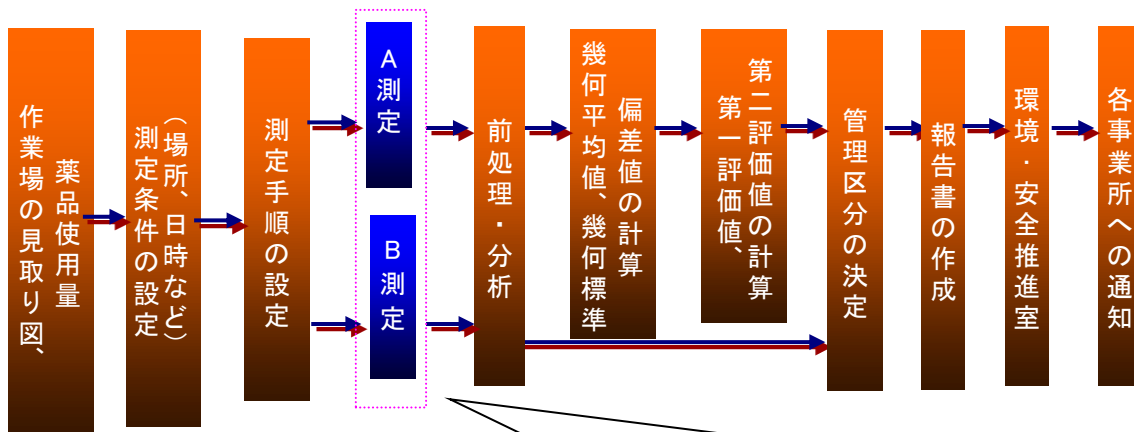 作業場の見取り図、
薬品使用量
測定条件の設定
（場所、日時など）
測定手順の設定
A測定
B測定
前処理・分析
幾何平均値、幾何標準
偏差値の計算
第一評価値、
第二評価値の計算
管理区分の決定
報告書の作成
環境・安全推進室
各事業所への通知